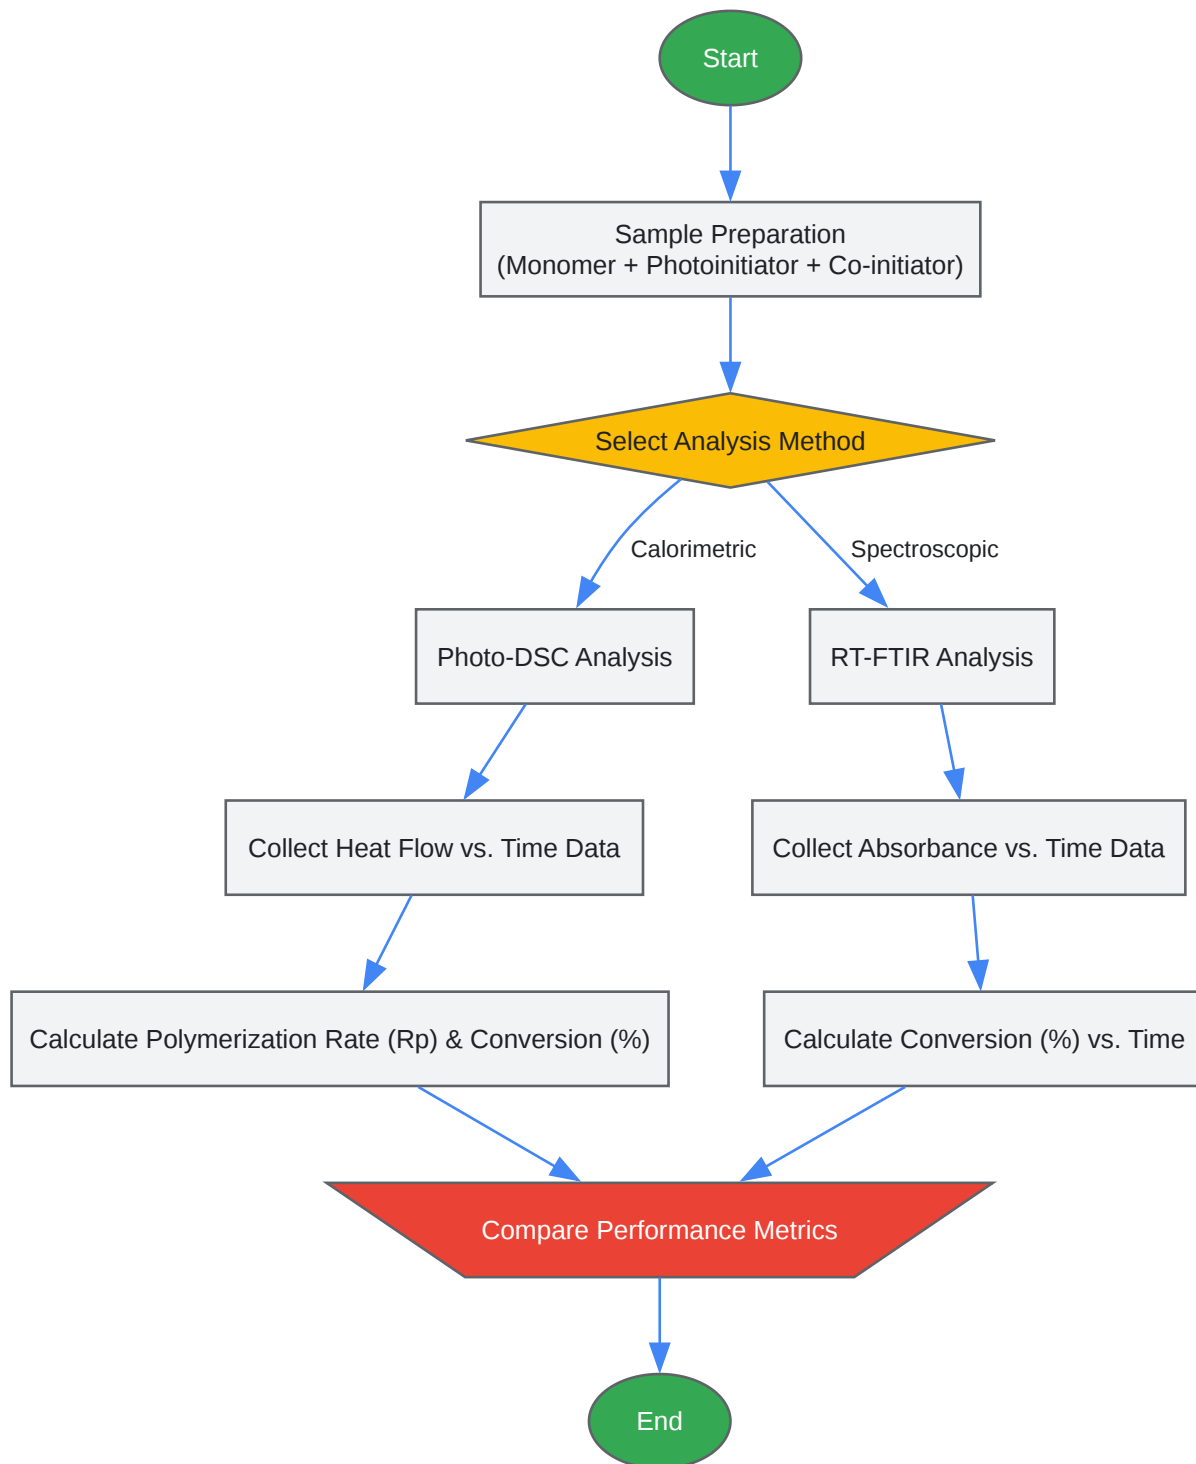 Start
Sample Preparation
(Monomer + Photoinitiator + Co-initiator)
Select Analysis Method
Calorimetric
Spectroscopic
Photo-DSC Analysis
RT-FTIR Analysis
Collect Heat Flow vs. Time Data
Collect Absorbance vs. Time Data
Calculate Polymerization Rate (Rp) & Conversion (%)
Calculate Conversion (%) vs. Time
Compare Performance Metrics
End